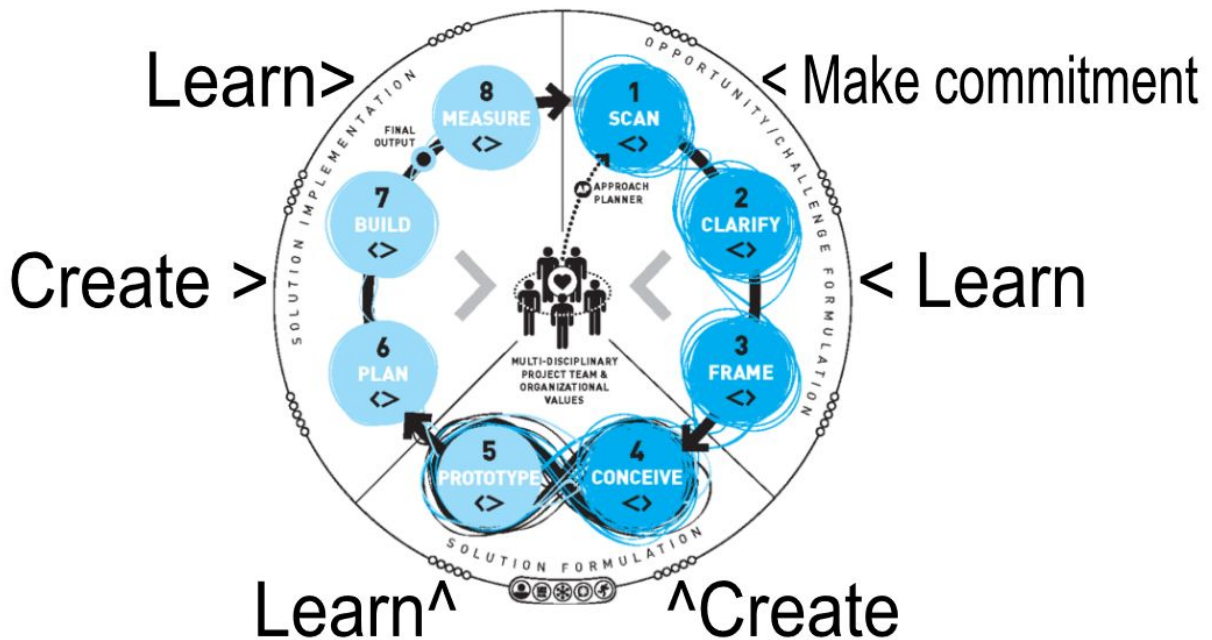 Learn>
< Make commitment
Create >
< Learn
Learn^
^Create
OPPORTUNITY/CHALLENGE FORMULATION
SOLUTION FORMULATION
SOLUTION IMPLEMENTATION
1
SCAN
<>
2
CLARIFY
<>
3
FRAME
<>
4
CONCEIVE
<>
5
PROTOTYPE
<>
6
PLAN
<>
7
BUILD
<>
FINAL
OUTPUT
8
MEASURE
<>
AP
APPROACH
PLANNER
MULTI-DISCIPLINARY
PROJECT TEAM &
ORGANIZATIONAL
VALUES